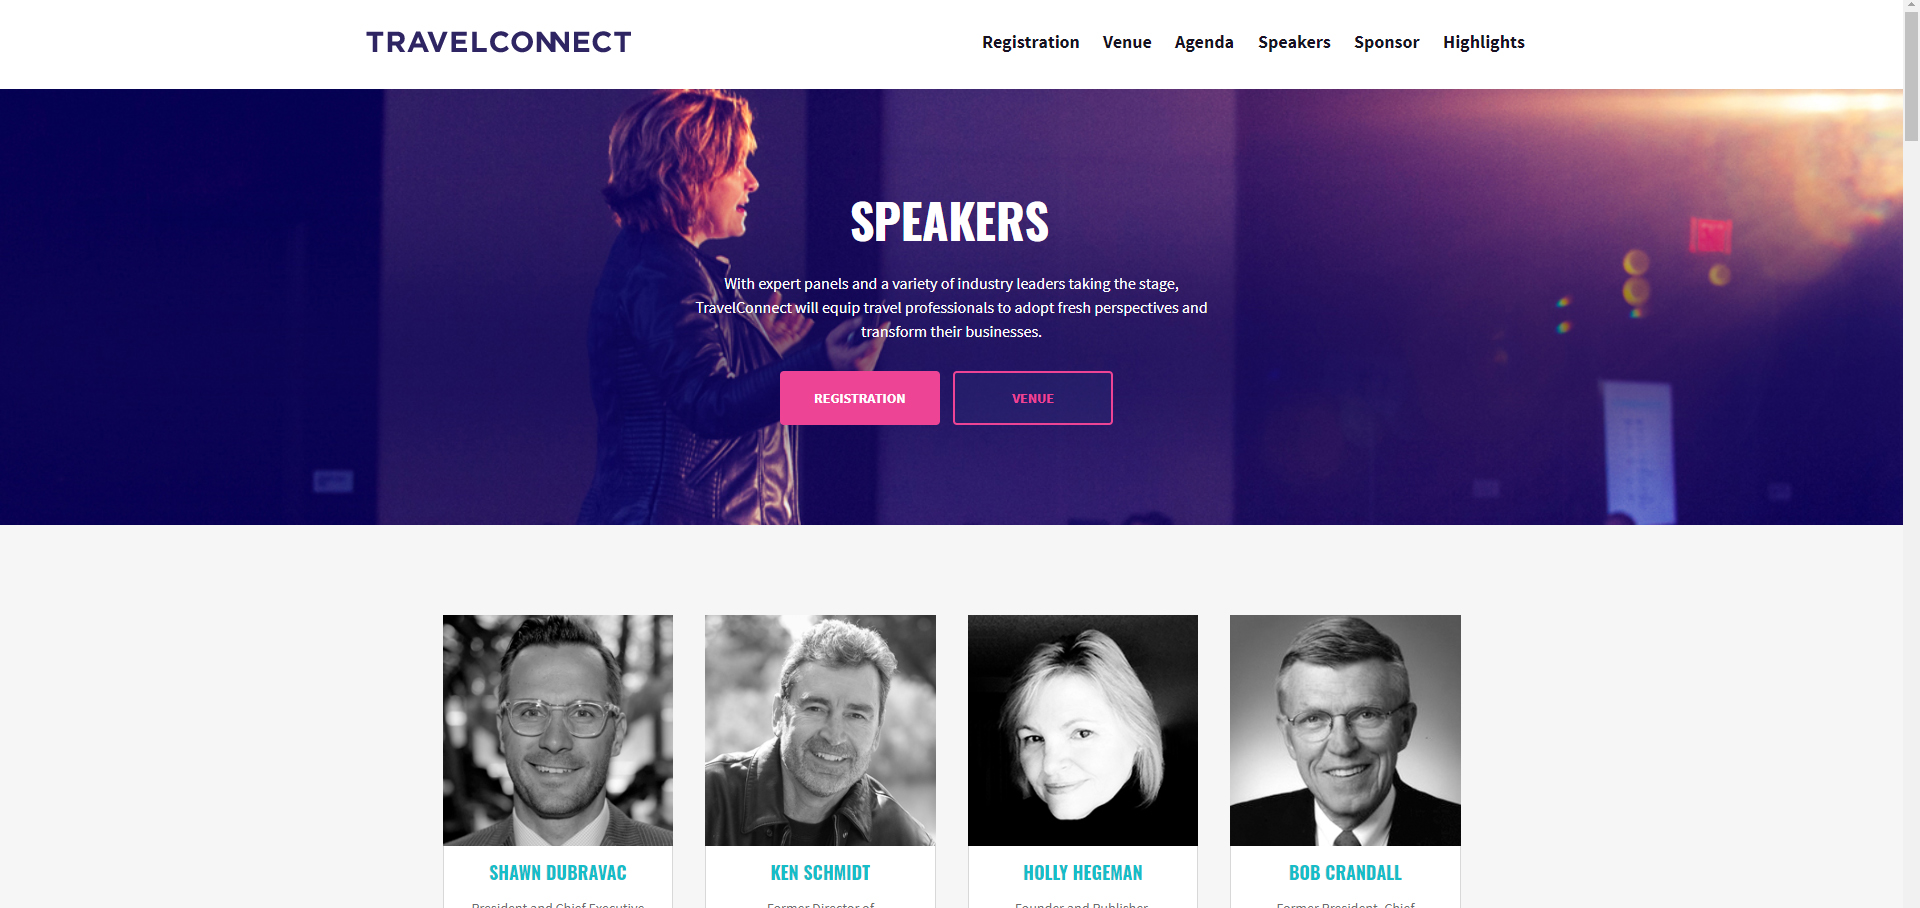 TRAVELCONNECT
Registration Venue Agenda Speakers Sponsor Highlights
SPEAKERS
With expert panels and a variety of industry leaders taking the stage,
TravelConnect will equip travel professionals to adopt fresh perspectives and
transform their businesses.
REGISTRATION VENUE
SHAWN DUBRAVAC KEN SCHMIDT HOLLY HEGEMAN BOB CRANDALL
President and Chief Executive Former Director of Founder and Publisher Former President, Chief